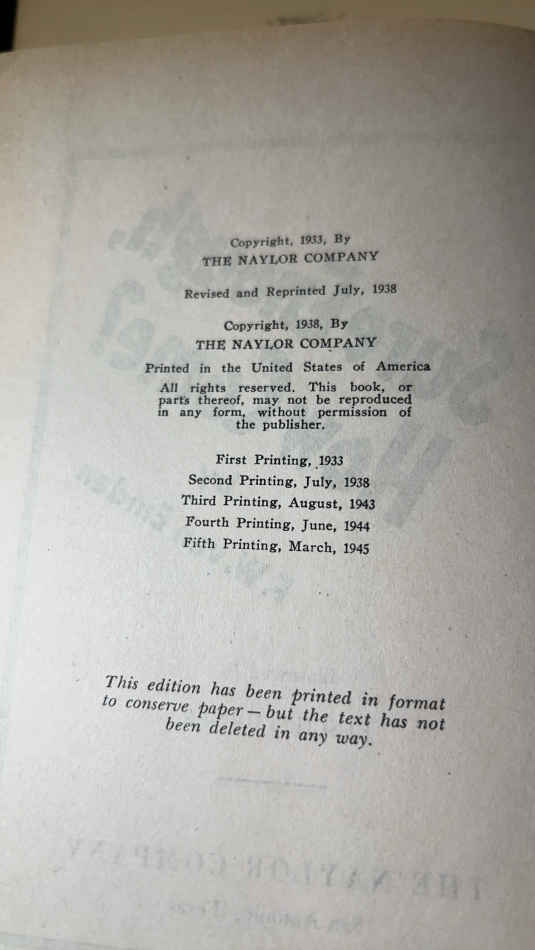 Copyright, 1933, By
THE NAYLOR COMPANY
Revised and Reprinted July, 1938
Copyright, 1938, By
THE NAYLOR COMPANY
Printed in the United States of America
All rights reserved. This book, or
parts thereof, may not be reproduced
in any form, without permission of
the publisher.
First Printing, 1933
Second Printing, July, 1938
Third Printing, August, 1943
Fourth Printing, June, 1944
Fifth Printing, March, 1945
This edition has been printed in format
to conserve paper — but the text has not
been deleted in any way.
THE NAYLOR COMPANY